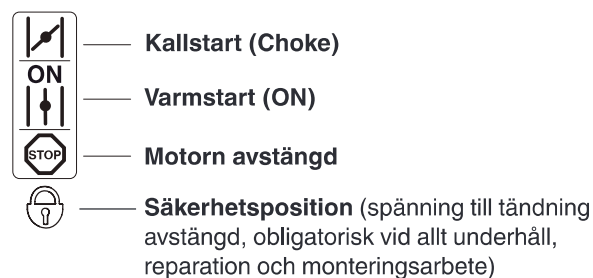 Kallstart (Choke)
ON
Varmstart (ON)
STOP
Motorn avstängd
Säkerhetsposition (spänning till tändning
avstängd, obligatorisk vid allt underhåll,
reparation och monteringsarbete)